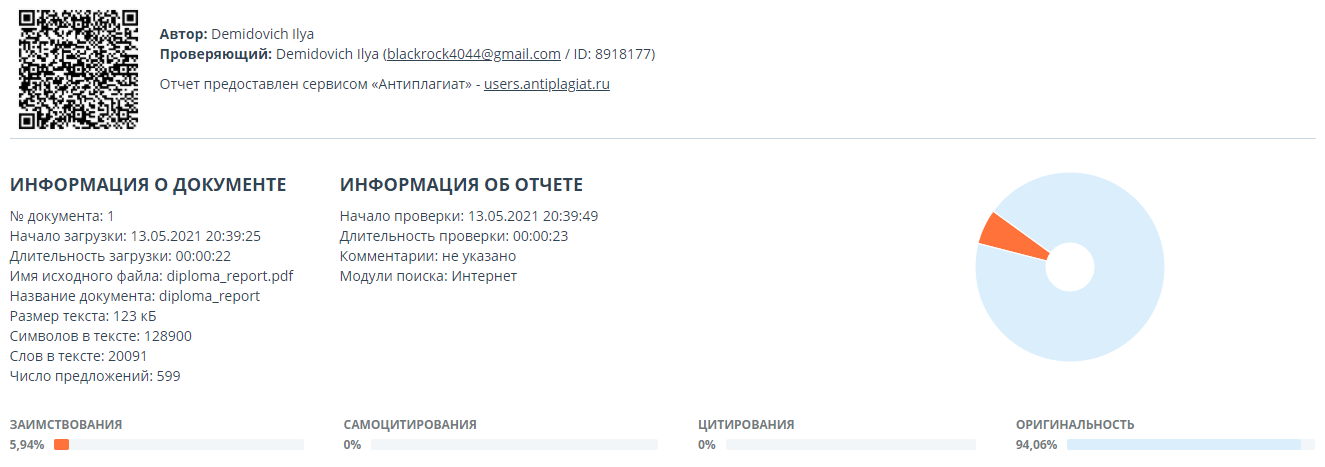 Автор: Demidovich Ilya
Проверяющий: Demidovich Ilya (blackrock4044@gmail.com / ID: 8918177)
Отчет предоставлен сервисом «Антиплагиат» - users.antiplagiat.ru
ИНФОРМАЦИЯ О ДОКУМЕНТЕ
№ документа: 1
Начало загрузки: 13.05.2021 20:39:25
Длительность загрузки: 00:00:22
Имя исходного файла: diploma_report.pdf
Название документа: diploma_report
Размер текста: 123 кБ
Символов в тексте: 128900
Слов в тексте: 20091
Число предложений: 599
ИНФОРМАЦИЯ ОБ ОТЧЕТЕ
Начало проверки: 13.05.2021 20:39:49
Длительность проверки: 00:00:23
Комментарии: не указано
Модули поиска: Интернет
ЗАИМСТВОВАНИЯ
5,94%
САМОЦИТИРОВАНИЯ
0%
ЦИТИРОВАНИЯ
0%
ОРИГИНАЛЬНОСТЬ
94,06%